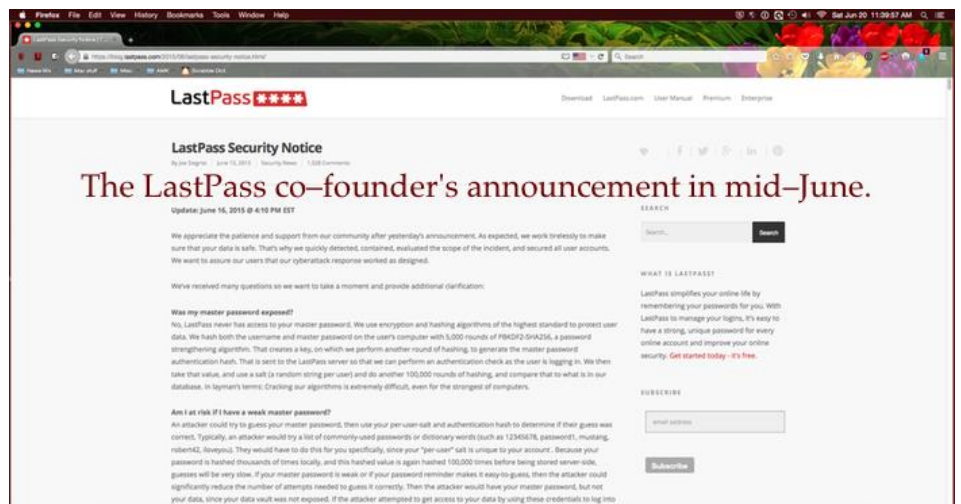 Firefox File Edit View History Bookmarks Tools Window Help
Sat Jun 20 11:39:57 AM
Search
LastPass ****
Download LastPass.com User Manual Premium Enterprise
LastPass Security Notice
By Joe Siegrist | June 15, 2015 | Security News | 1,028 Comments
The LastPass co–founder's announcement in mid–June.
Update: June 16, 2015 @ 4:10 PM EST
We appreciate the patience and support from our community after yesterday's announcement. As expected, we work tirelessly to make
sure that your data is safe. That's why we quickly detected, contained, evaluated the scope of the incident, and secured all user accounts.
We want to assure our users that our cyberattack response worked as designed.
We've received many questions so we want to take a moment and provide additional clarification:
Was my master password exposed?
No, LastPass never has access to your master password. We use encryption and hashing algorithms of the highest standard to protect user
data. We hash both the username and master password on the user's computer with 5,000 rounds of PBKDF2-SHA256, a password
strengthening algorithm. That creates a key, on which we perform another round of hashing, to generate the master password
authentication hash. That is sent to the LastPass server so that we can perform an authentication check as the user is logging in. We then
take that value, and use a salt (a random string per user) and do another 100,000 rounds of hashing, and compare that to what is in our
database. In layman's terms: Cracking our algorithms is extremely difficult, even for the strongest of computers.
Am I at risk if I have a weak master password?
An attacker could try to guess your master password, then use your per-user-salt and authentication hash to determine if their guess was
correct. Typically, an attacker would try a list of commonly-used passwords or dictionary words (such as 12345678, password1, mustang,
robert42, iloveyou). They would have to do this for you specifically, since your "per-user" salt is unique to your account. Because your
password is hashed thousands of times locally, and this hashed value is again hashed 100,000 times before being stored server-side,
guesses will be very slow. If your master password is weak or if your password reminder makes it easy-to-guess, then the attacker could
significantly reduce the number of attempts needed to guess it correctly. Then the attacker would have your master password, but not
your data, since your data vault was not exposed. If the attacker attempted to get access to your data by using these credentials to log into
SEARCH
Search...
Search
WHAT IS LASTPASS?
LastPass simplifies your online life by
remembering your passwords for you. With
LastPass to manage your logins, it's easy to
have a strong, unique password for every
online account and improve your online
security. Get started today - it's free.
SUBSCRIBE
email address
Subscribe